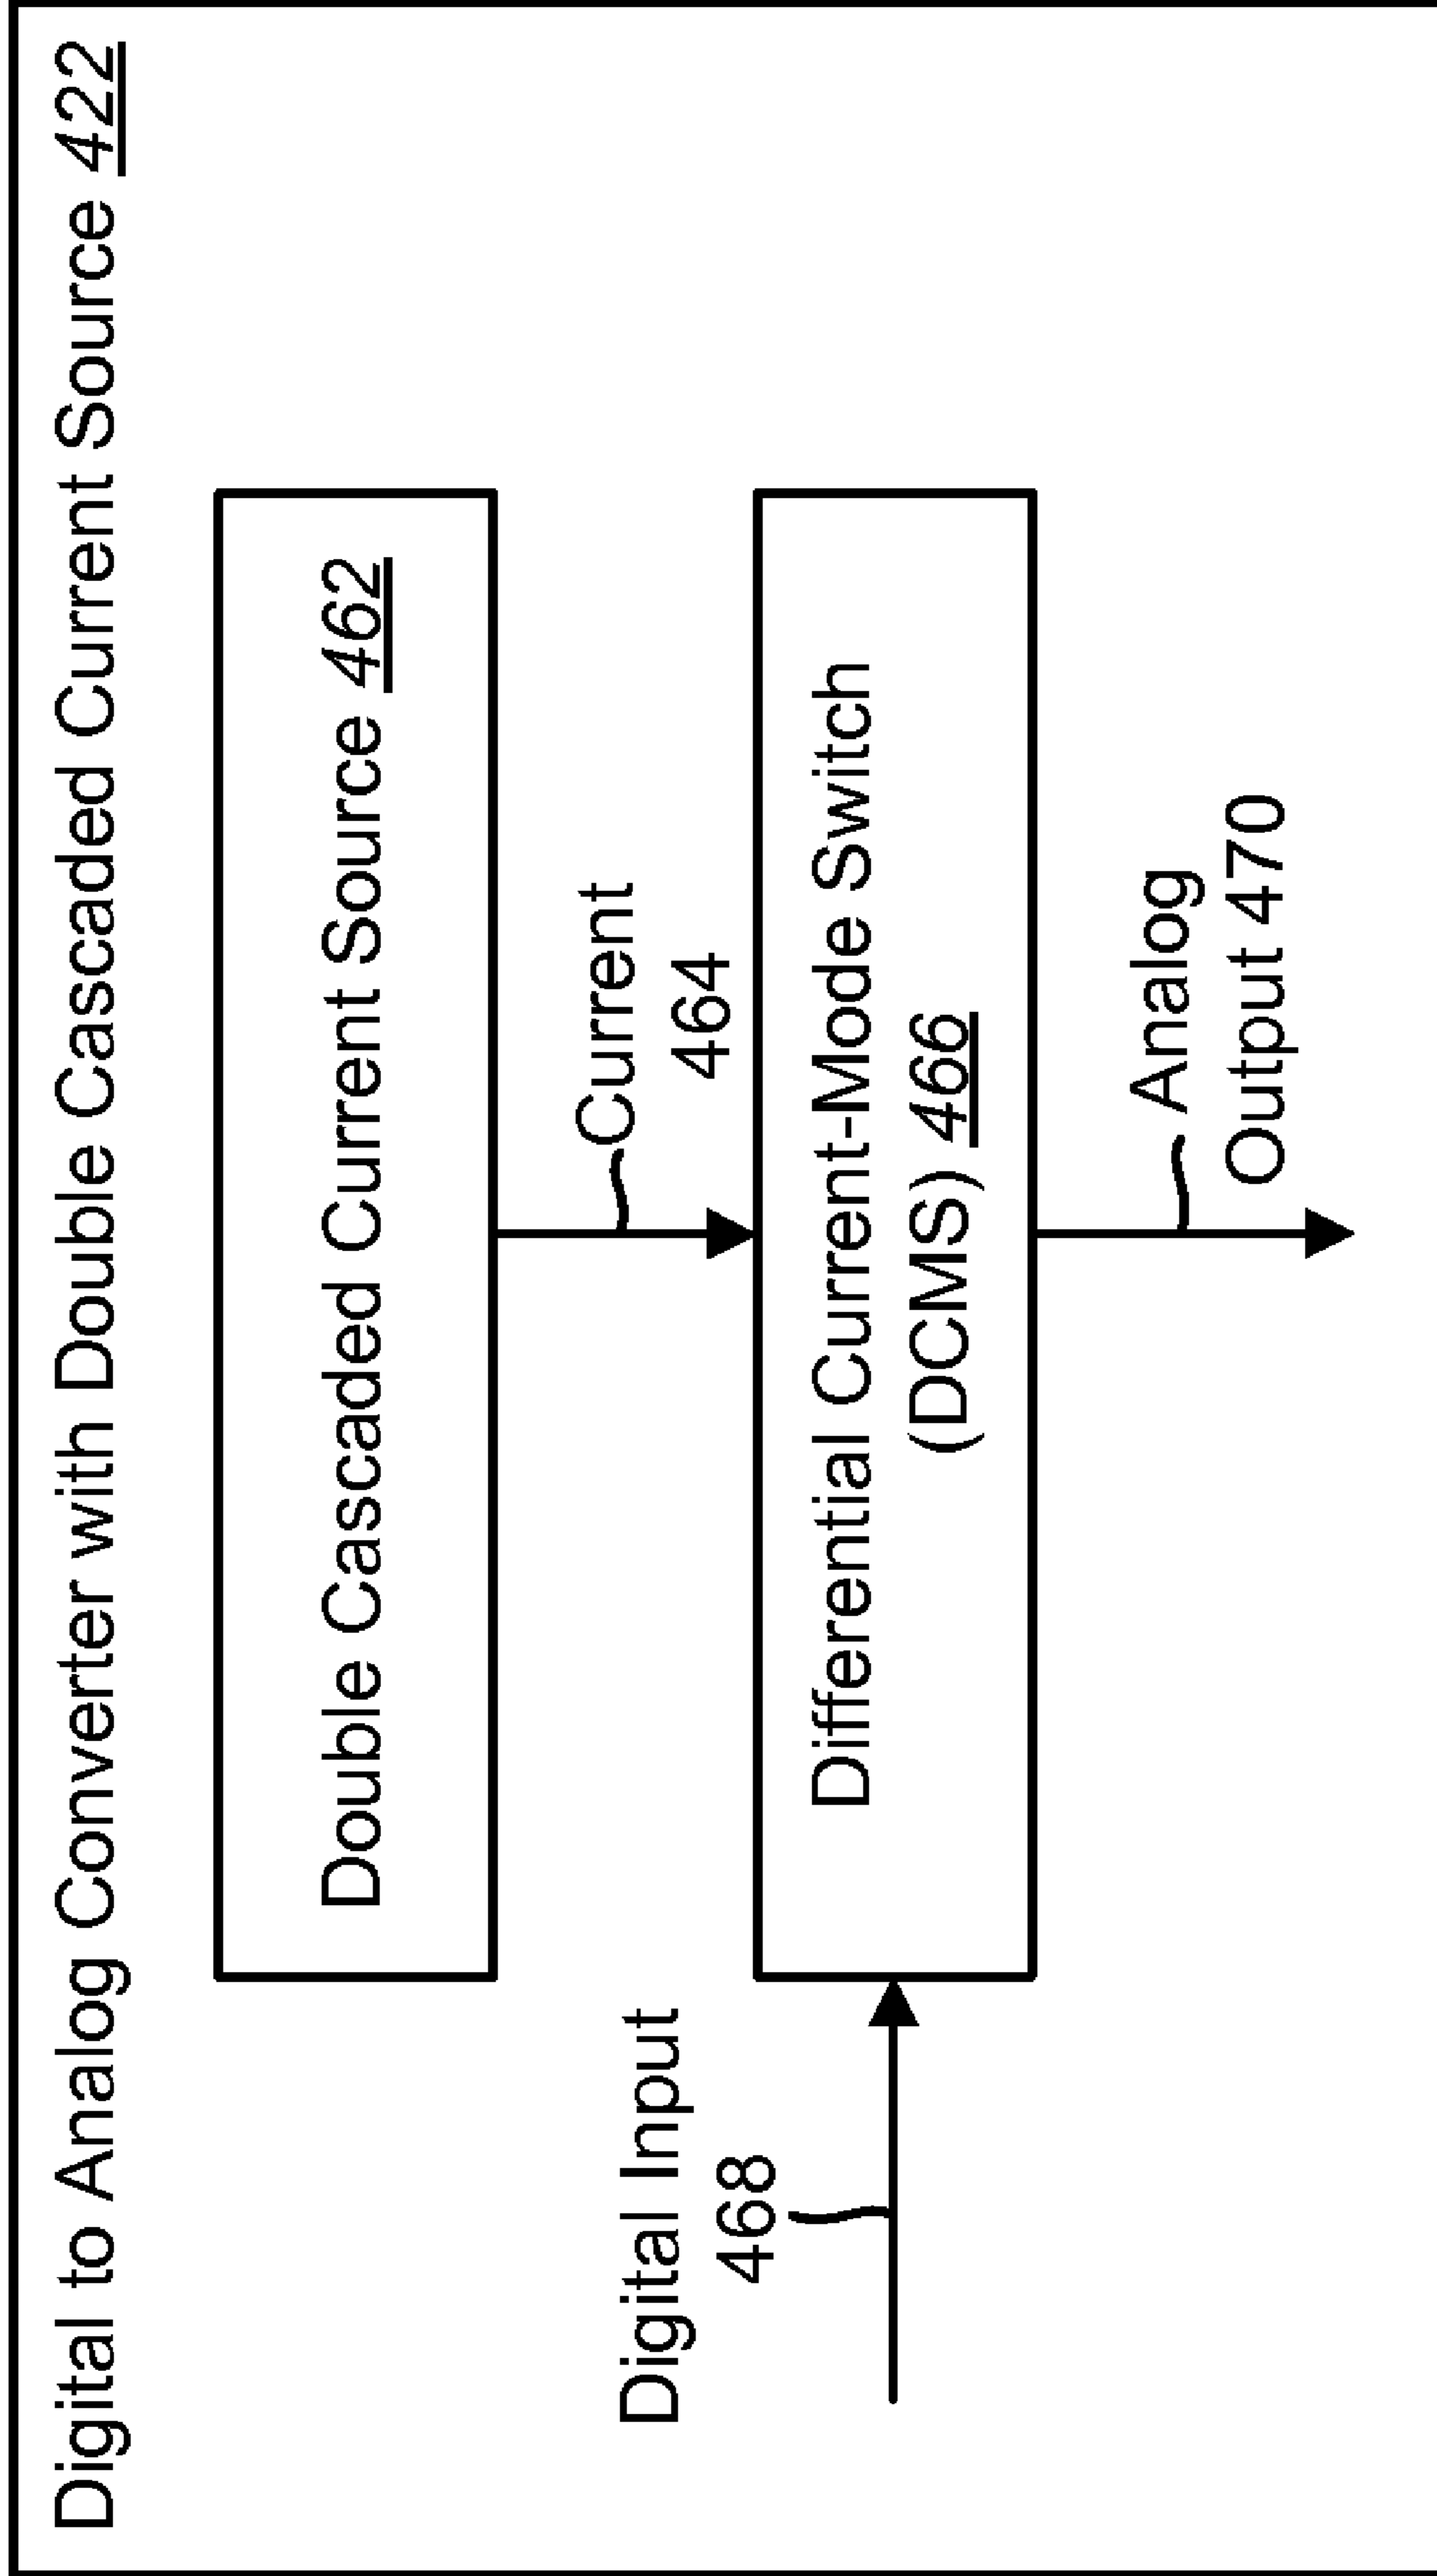 Digital to Analog Converter with Double Cascaded Current Source 422
Double Cascaded Current Source 462
Current
464
Digital Input
468
Differential Current-Mode Switch
(DCMS) 466
Analog
Output 470